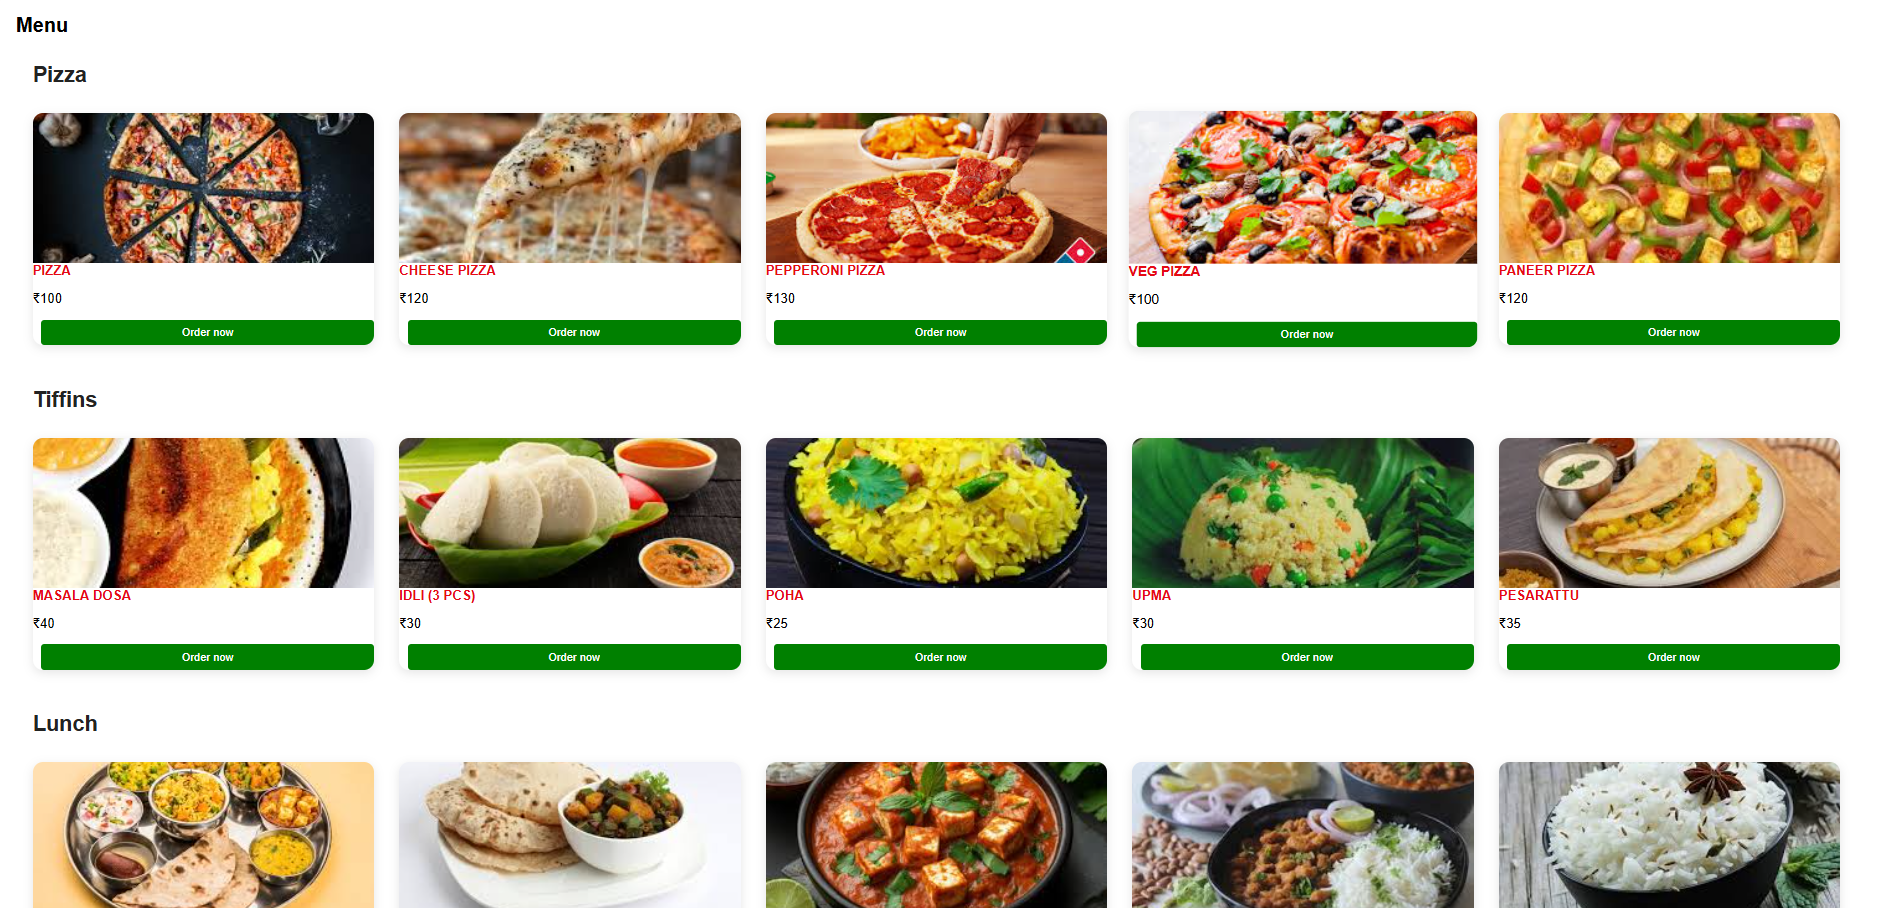 Menu
Pizza
PIZZA
₹100
Order now
CHEESE PIZZA
₹120
Order now
PEPPERONI PIZZA
₹130
Order now
VEG PIZZA
₹100
Order now
PANEER PIZZA
₹120
Order now
Tiffins
MASALA DOSA
₹40
Order now
IDLI (3 PCS)
₹30
Order now
POHA
₹25
Order now
UPMA
₹30
Order now
PESARATTU
₹35
Order now
Lunch